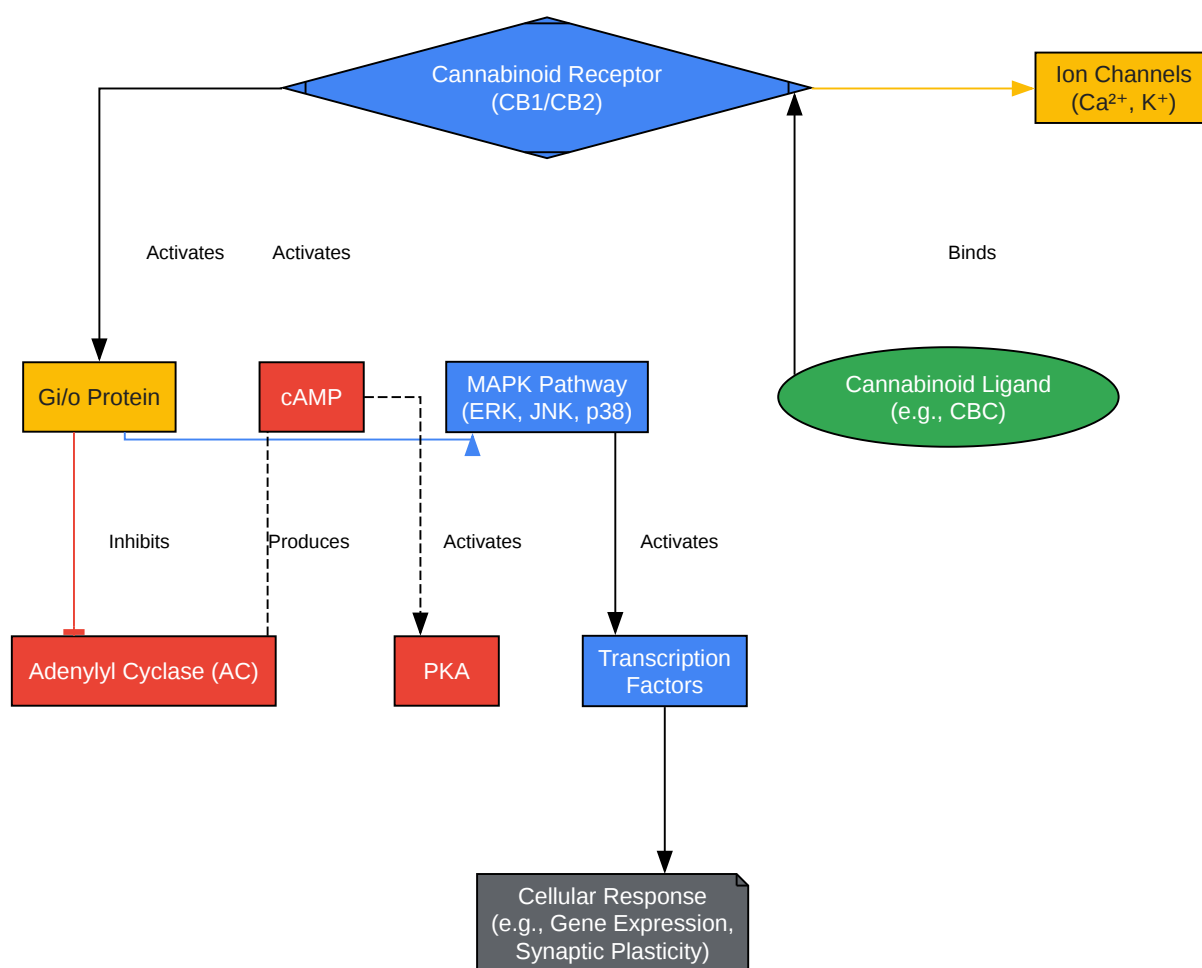 Cannabinoid Receptor
(CB1/CB2)
Ion Channels
(Ca²⁺, K⁺)
Activates
Activates
Binds
Gi/o Protein
cAMP
MAPK Pathway
(ERK, JNK, p38)
Cannabinoid Ligand
(e.g., CBC)
Inhibits
Produces
Activates
Activates
Adenylyl Cyclase (AC)
PKA
Transcription
Factors
Cellular Response
(e.g., Gene Expression,
Synaptic Plasticity)